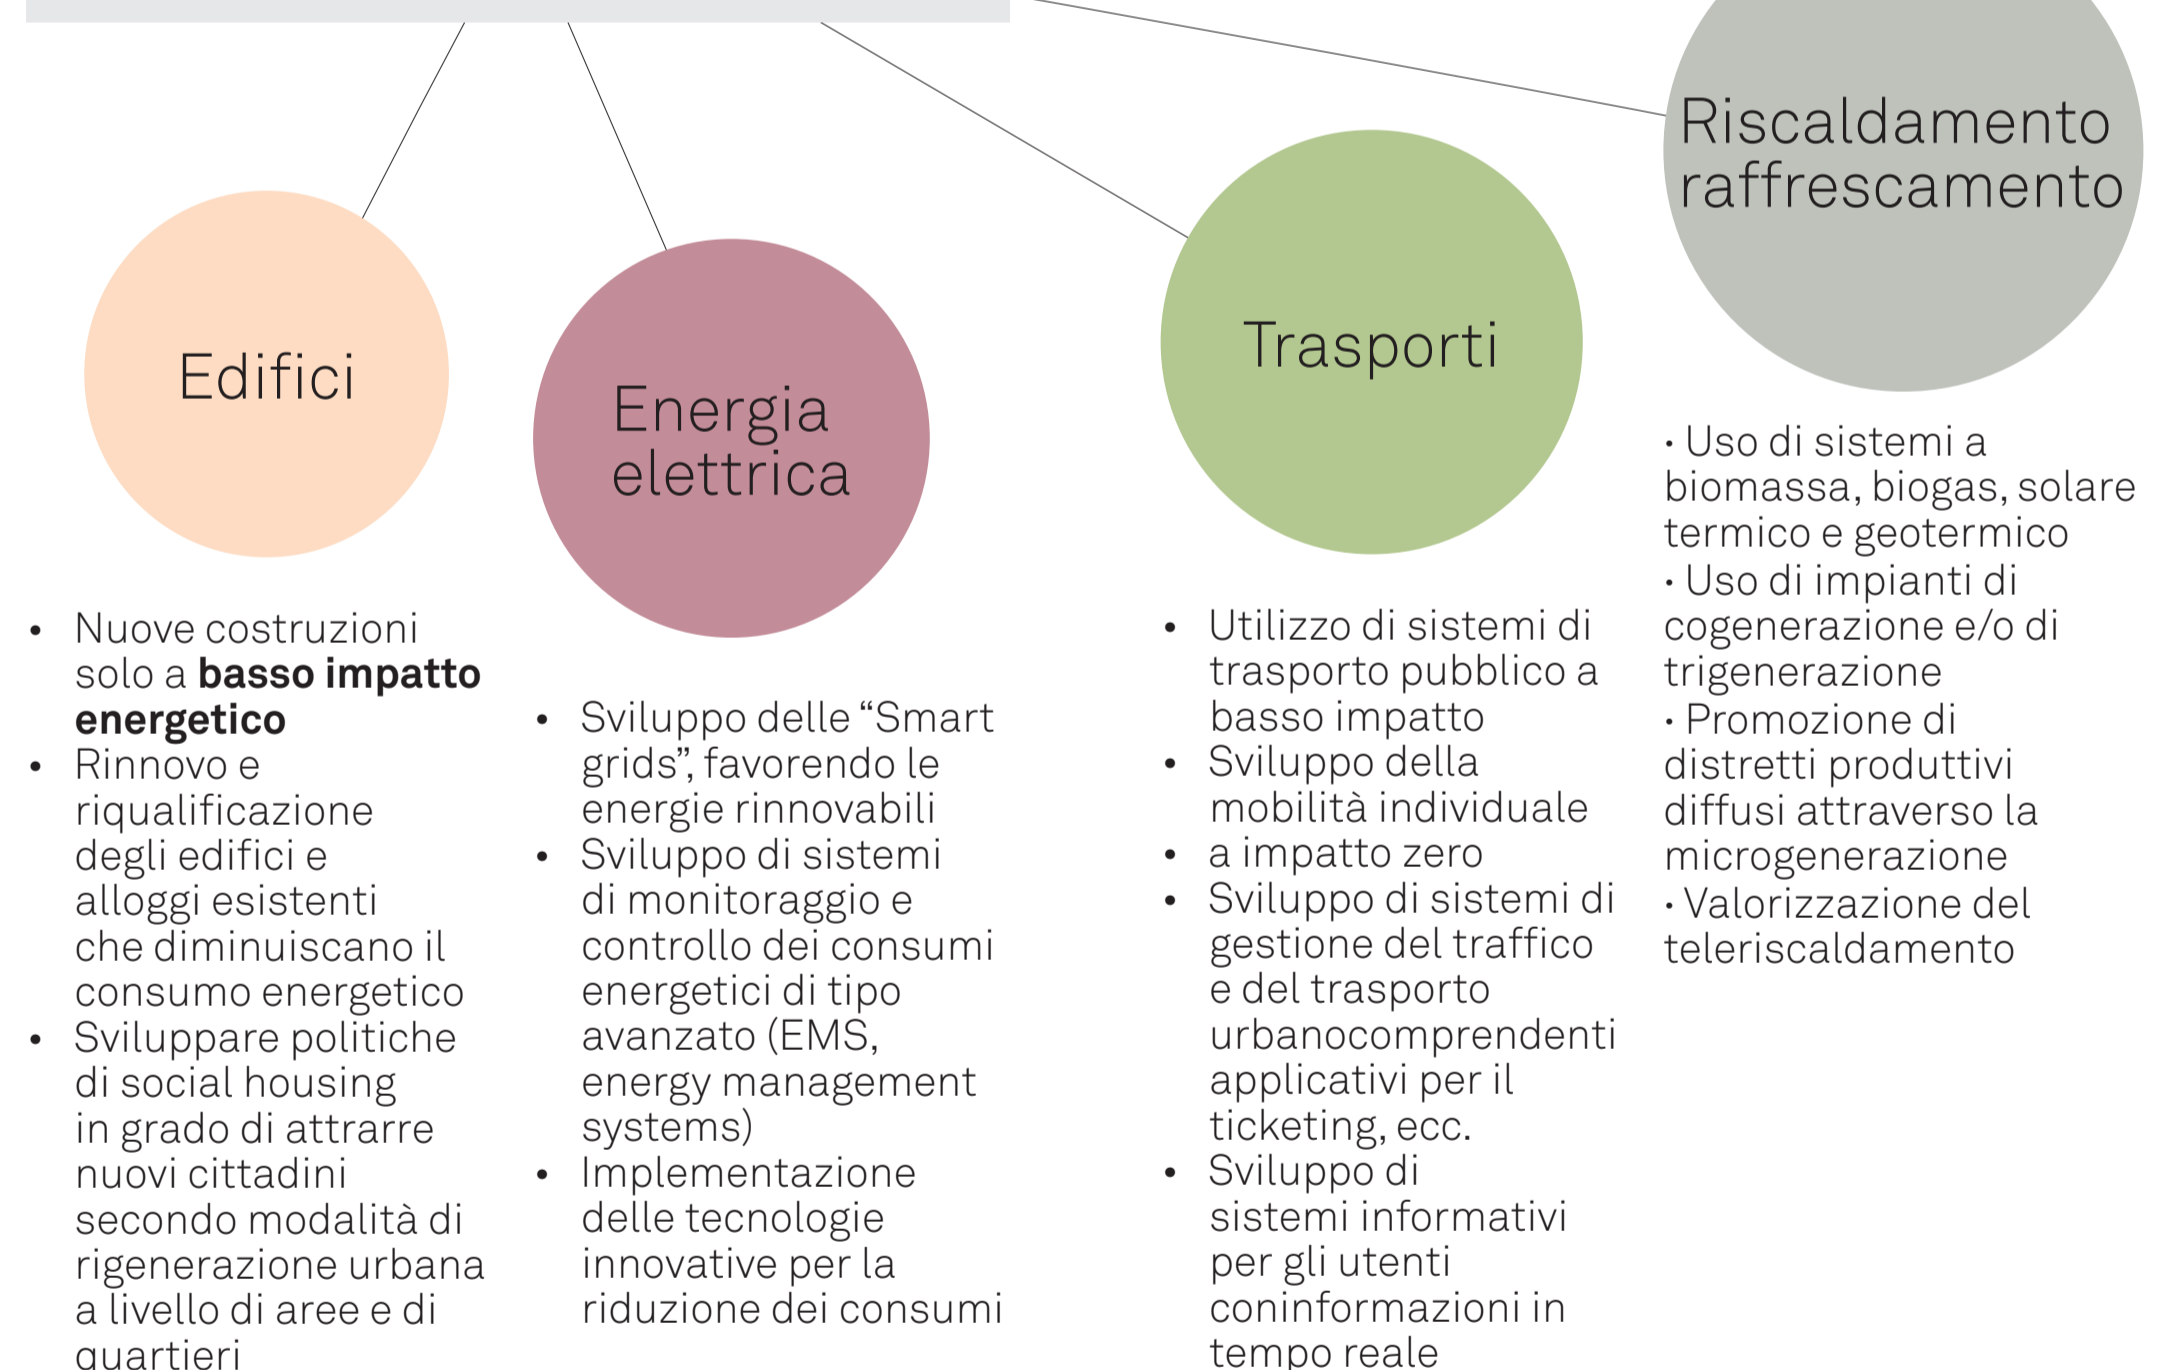 Edifici
• Nuove costruzioni
solo a basso impatto
energetico
• Rinnovo e
riqualificazione
degli edifici e
alloggi esistenti
che diminuiscano il
consumo energetico
• Sviluppare politiche
di social housing
in grado di attrarre
nuovi cittadini
secondo modalità di
rigenerazione urbana
a livello di aree e di
quartieri
Energia
elettrica
• Sviluppo delle “Smart
grids”, favorendo le
energie rinnovabili
• Sviluppo di sistemi
di monitoraggio e
controllo dei consumi
energetici di tipo
avanzato (EMS,
energy management
systems)
• Implementazione
delle tecnologie
innovative per la
riduzione dei consumi
Trasporti
• Utilizzo di sistemi di
trasporto pubblico a
basso impatto
• Sviluppo della
mobilità individuale
• a impatto zero
• Sviluppo di sistemi di
gestione del traffico
e del trasporto
urbanocomprendenti
applicativi per il
ticketing, ecc.
• Sviluppo di
sistemi informativi
per gli utenti
coninformazioni in
tempo reale
Riscaldamento
raffrescamento
· Uso di sistemi a
biomassa, biogas, solare
termico e geotermico
· Uso di impianti di
cogenerazione e/o di
trigenerazione
· Promozione di
distretti produttivi
diffusi attraverso la
microgenerazione
· Valorizzazione del
teleriscaldamento